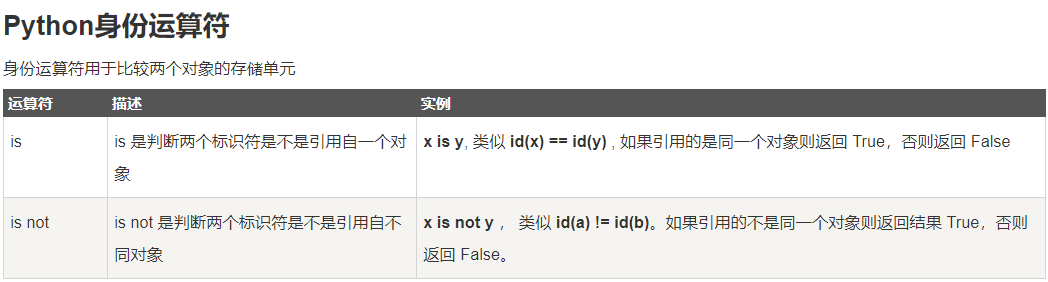 Python身份运算符
身份运算符用于比较两个对象的存储单元
运算符 描述 实例
is is 是判断两个标识符是不是引用自一个对 x is y, 类似 id(x) == id(y) , 如果引用的是同一个对象则返回 True，否则返回 False
象
is not is not 是判断两个标识符是不是引用自不 x is not y ， 类似 id(a) != id(b)。如果引用的不是同一个对象则返回结果 True，否则
同对象 返回 False。